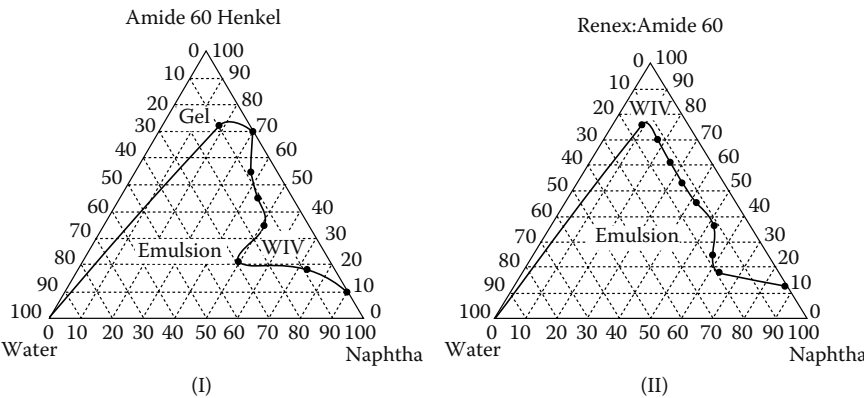 Amide 60 Henkel
0 100
10 90
20 80
Gel
30 70
40 60
50 50
60 40
70 30
Emulsion WIV
80 20
90 10
100 0
0 10 20 30 40 50 60 70 80 90 100
Water Naphtha
(I)
Renex:Amide 60
0 100
10 90
WIV
20 80
30 70
40 60
50 50
60 40
Emulsion
70 30
80 20
90 10
100 0
0 10 20 30 40 50 60 70 80 90 100
Water Naphtha
(II)